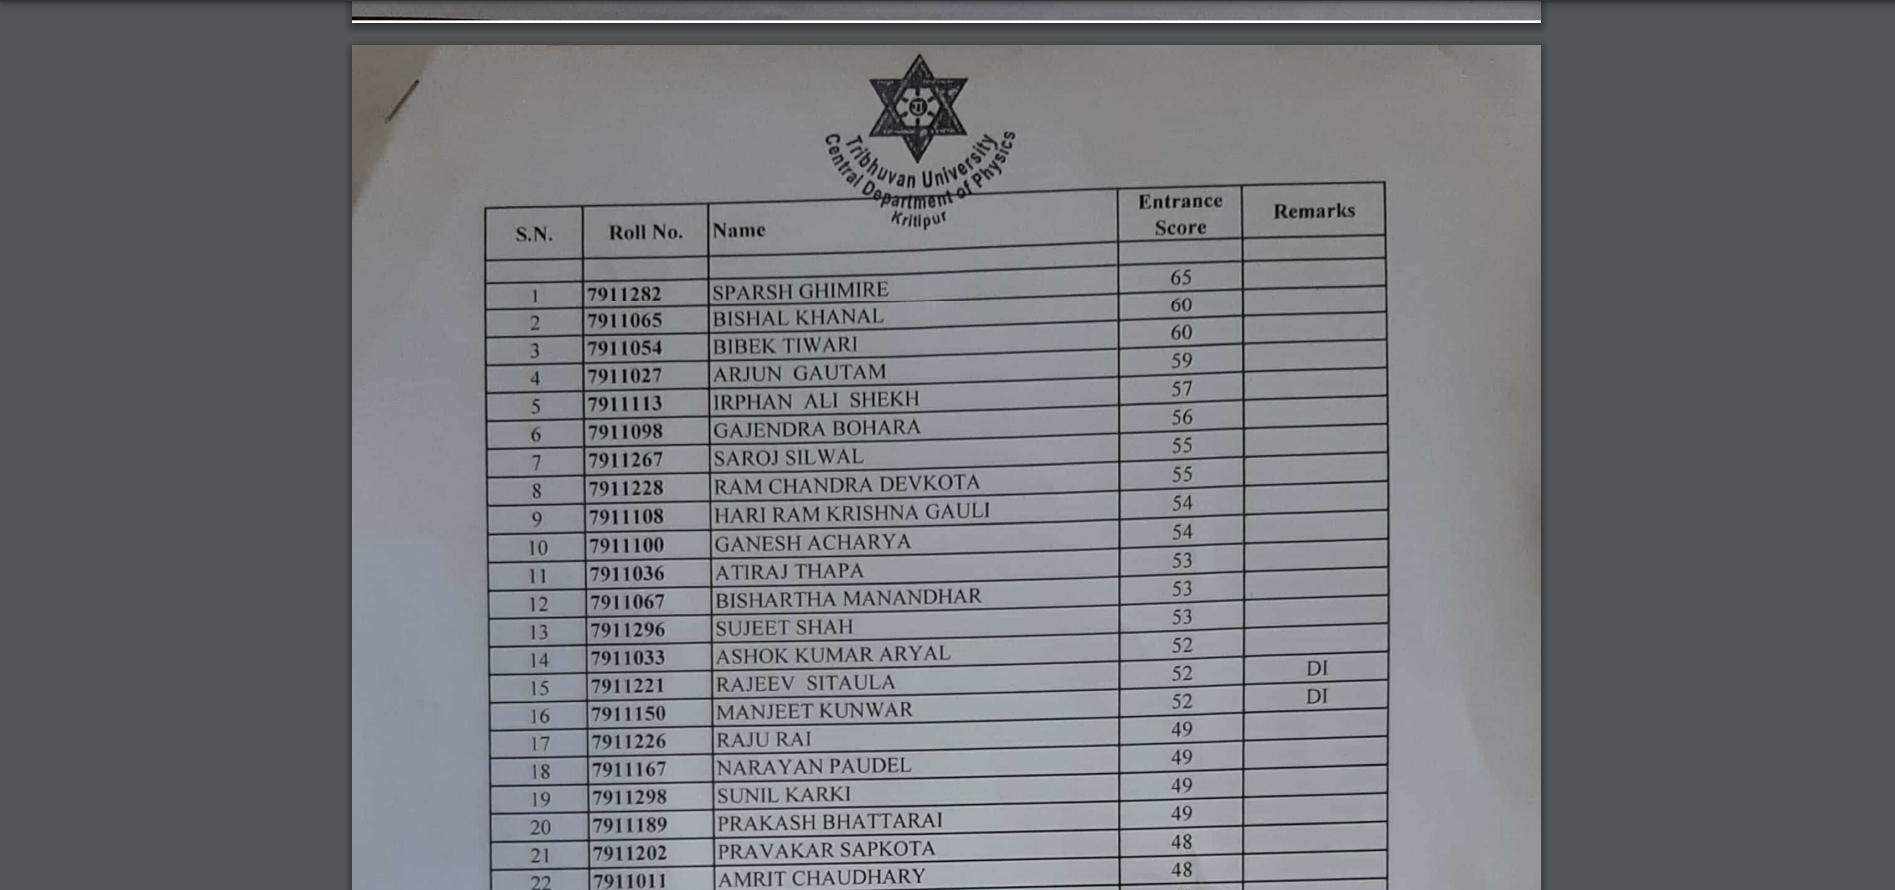 21
Tribhuvan University
Central Department of Physics
Kritipur
S.N. Roll No. Name Entrance Score Remarks
1 7911282 SPARSH GHIMIRE 65
2 7911065 BISHAL KHANAL 60
3 7911054 BIBEK TIWARI 60
4 7911027 ARJUN GAUTAM 59
5 7911113 IRPHAN ALI SHEKH 57
6 7911098 GAJENDRA BOHARA 56
7 7911267 SAROJ SILWAL 55
8 7911228 RAM CHANDRA DEVKOTA 55
9 7911108 HARI RAM KRISHNA GAULI 54
10 7911100 GANESH ACHARYA 54
11 7911036 ATIRAJ THAPA 53
12 7911067 BISHARTHA MANANDHAR 53
13 7911296 SUJEET SHAH 53
14 7911033 ASHOK KUMAR ARYAL 52
15 7911221 RAJEEV SITAULA 52 DI
16 7911150 MANJEET KUNWAR 52 DI
17 7911226 RAJU RAI 49
18 7911167 NARAYAN PAUDEL 49
19 7911298 SUNIL KARKI 49
20 7911189 PRAKASH BHATTARAI 49
21 7911202 PRAVAKAR SAPKOTA 48
22 7911011 AMRIT CHAUDHARY 48